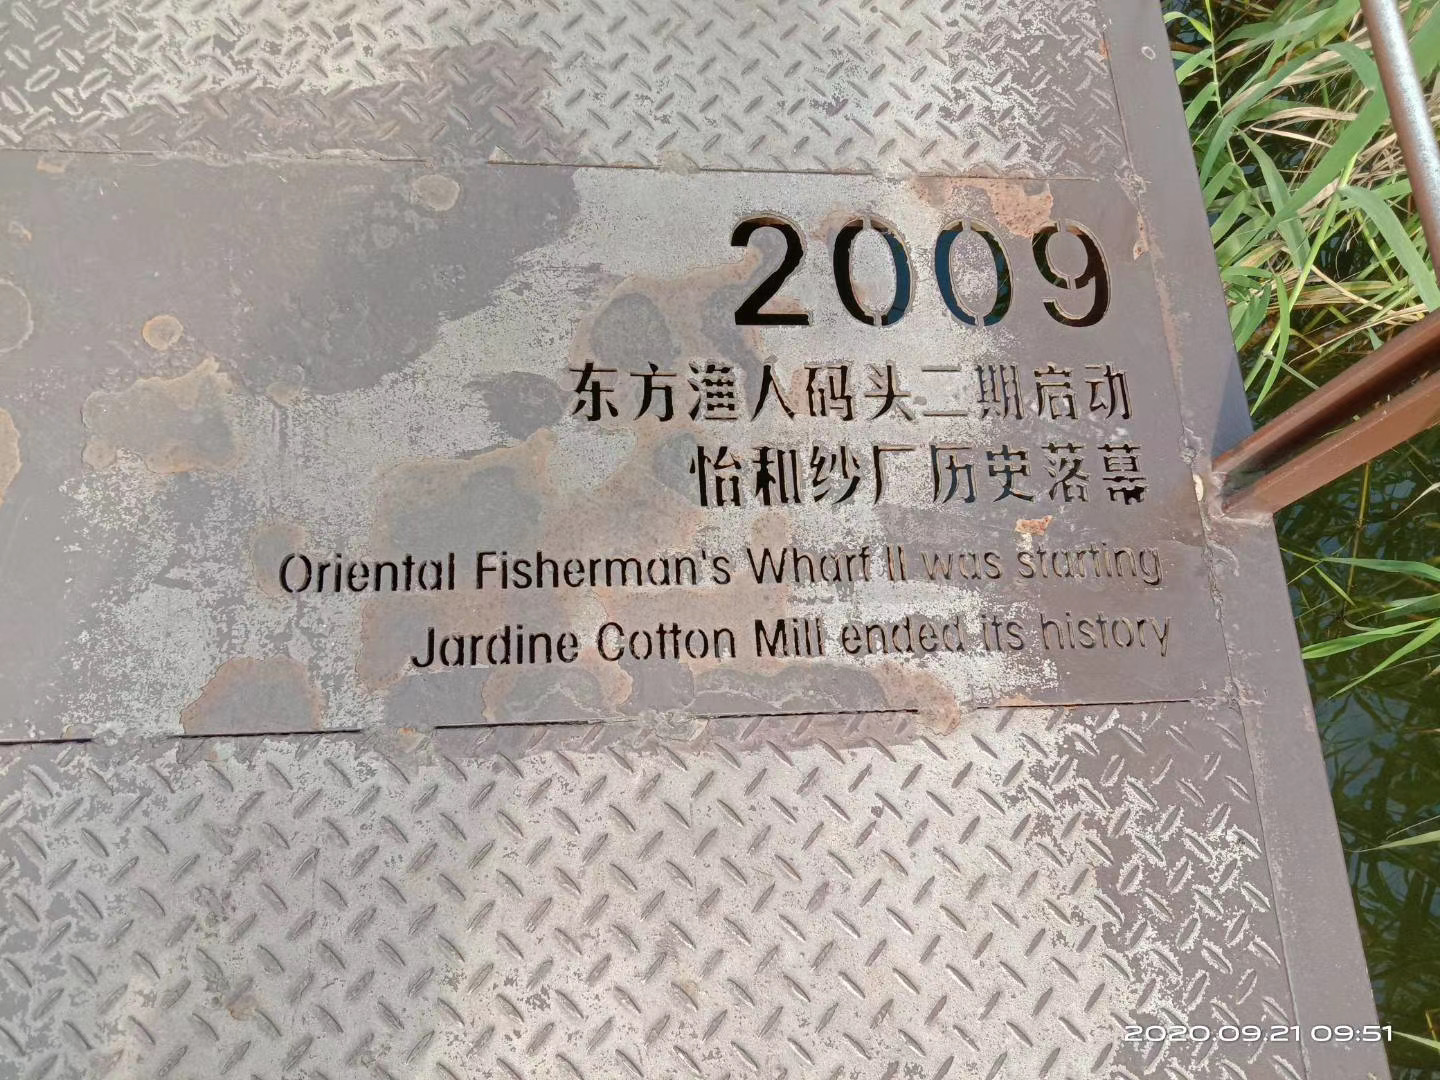 2009
东方渔人码头二期启动
怡和纱厂历史落幕
Oriental Fisherman's Wharf II was starting
Jardine Cotton Mill ended its history
2020.09.21 09:51